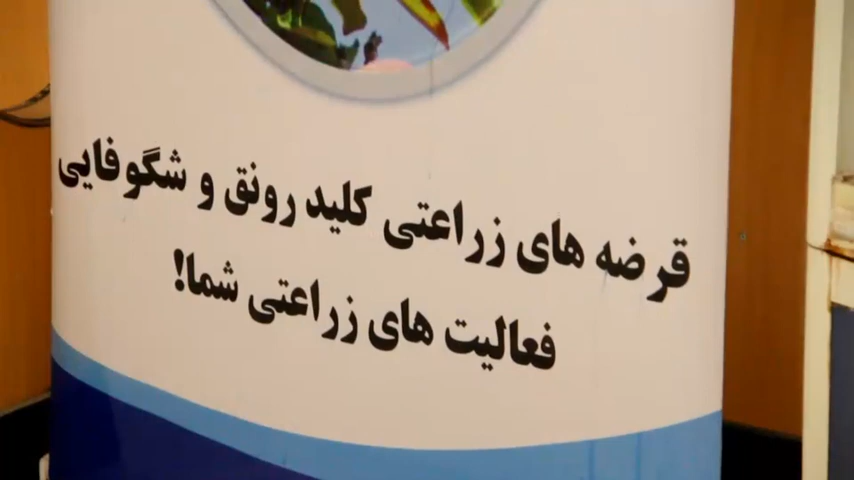 قرضه های زراعتی کلید رونق و شگوفایی
فعالیت های زراعتی شما!